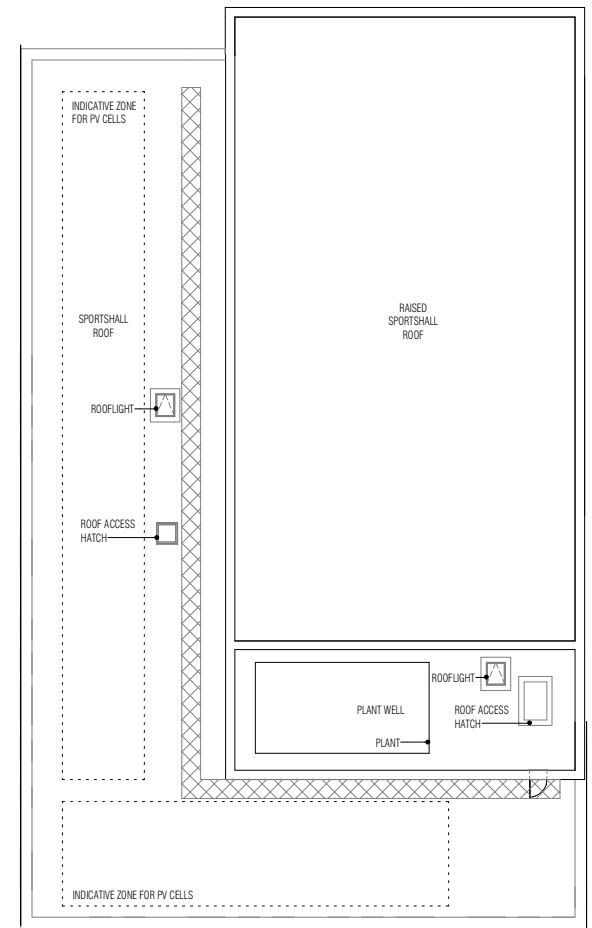 INDICATIVE ZONE
FOR PV CELLS
SPORTSHALL
ROOF
RAISED
SPORTSHALL
ROOF
ROOFLIGHT
ROOF ACCESS
HATCH
ROOFLIGHT
PLANT WELL
ROOF ACCESS
HATCH
PLANT
INDICATIVE ZONE FOR PV CELLS